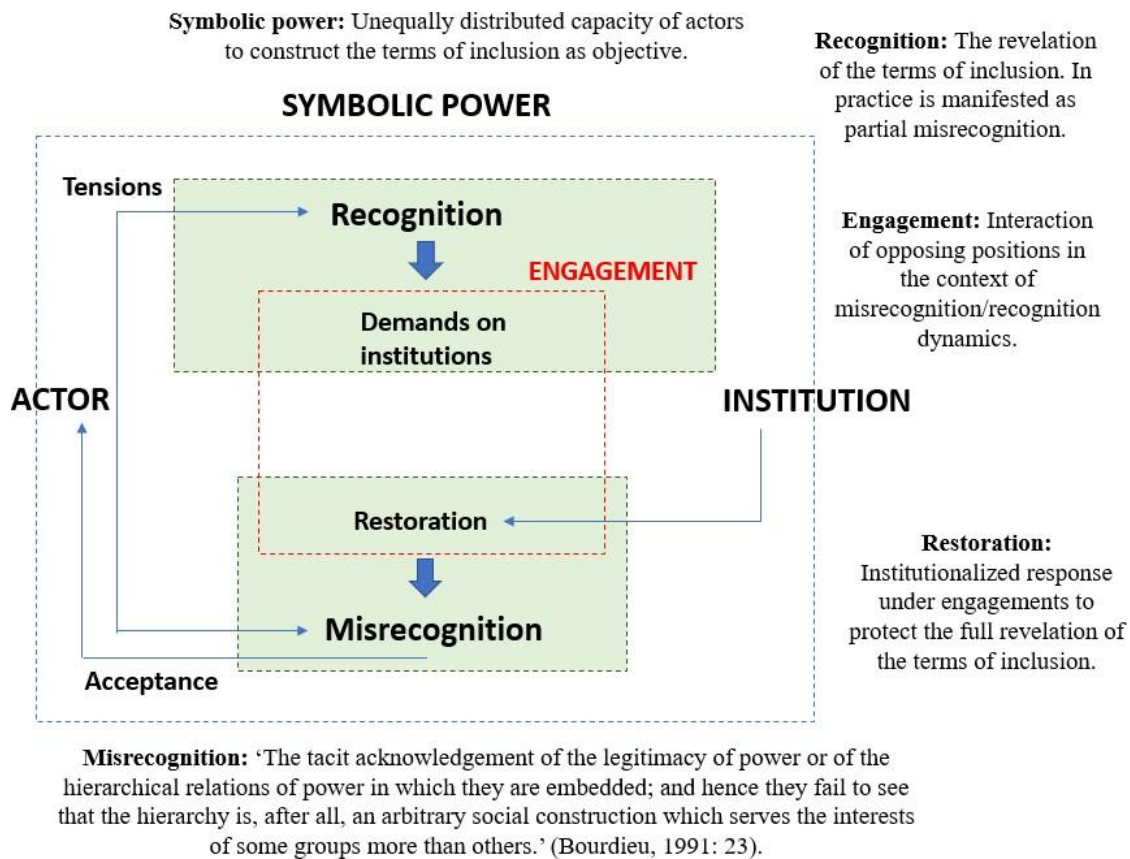 Symbolic power: Unequally distributed capacity of actors
to construct the terms of inclusion as objective.
Recognition: The revelation
of the terms of inclusion. In
practice is manifested as
partial misrecognition.
SYMBOLIC POWER
Tensions
Recognition
ENGAGEMENT
Engagement: Interaction
of opposing positions in
the context of
misrecognition/recognition
dynamics.
Demands on
institutions
ACTOR
INSTITUTION
Restoration
Restoration:
Institutionalized response
under engagements to
protect the full revelation of
the terms of inclusion.
Misrecognition
Acceptance
Misrecognition: ‘The tacit acknowledgement of the legitimacy of power or of the
hierarchical relations of power in which they are embedded; and hence they fail to see
that the hierarchy is, after all, an arbitrary social construction which serves the interests
of some groups more than others.’ (Bourdieu, 1991: 23).